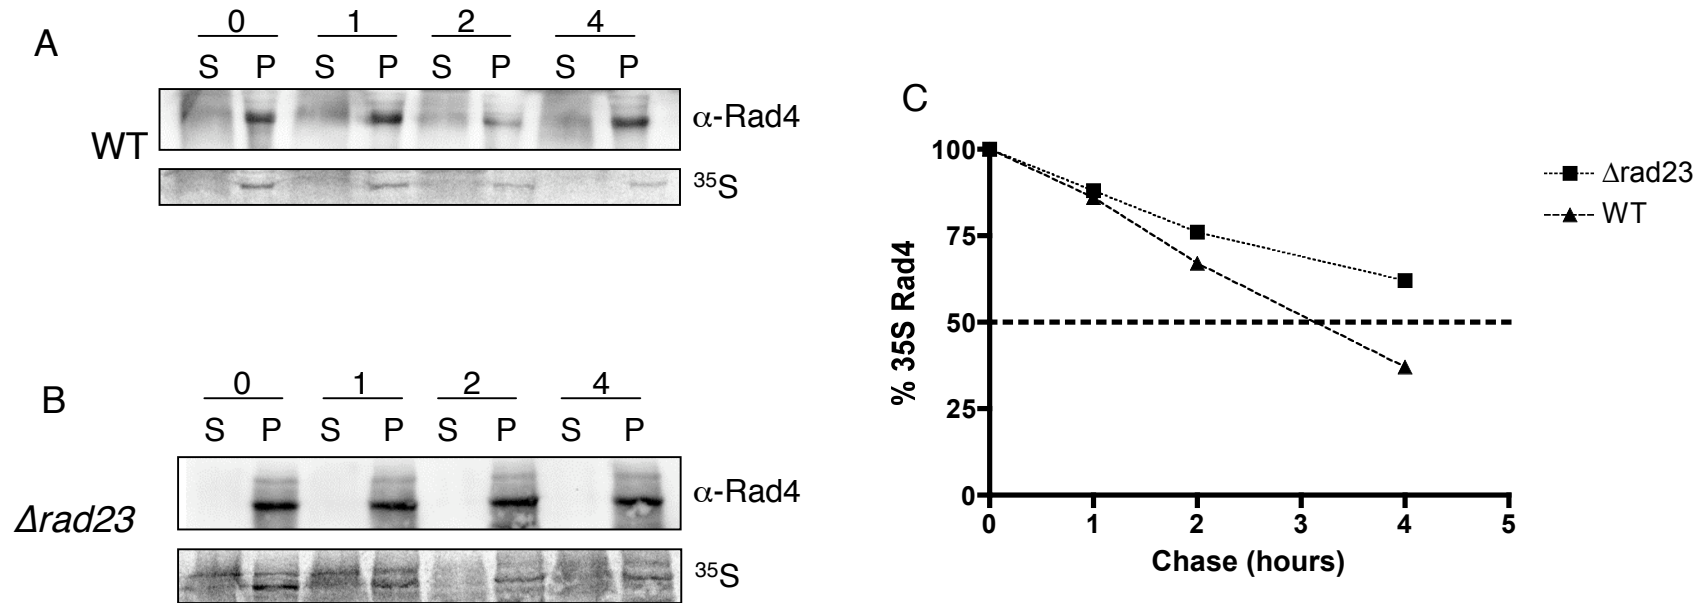 A
0 1 2 4
S P S P S P S P
WT
α-Rad4
³⁵S
B
0 1 2 4
S P S P S P S P
Δrad23
α-Rad4
³⁵S
C
100
75
50
25
0
% 35S Rad4
0 1 2 3 4 5
Chase (hours)
Δrad23
WT